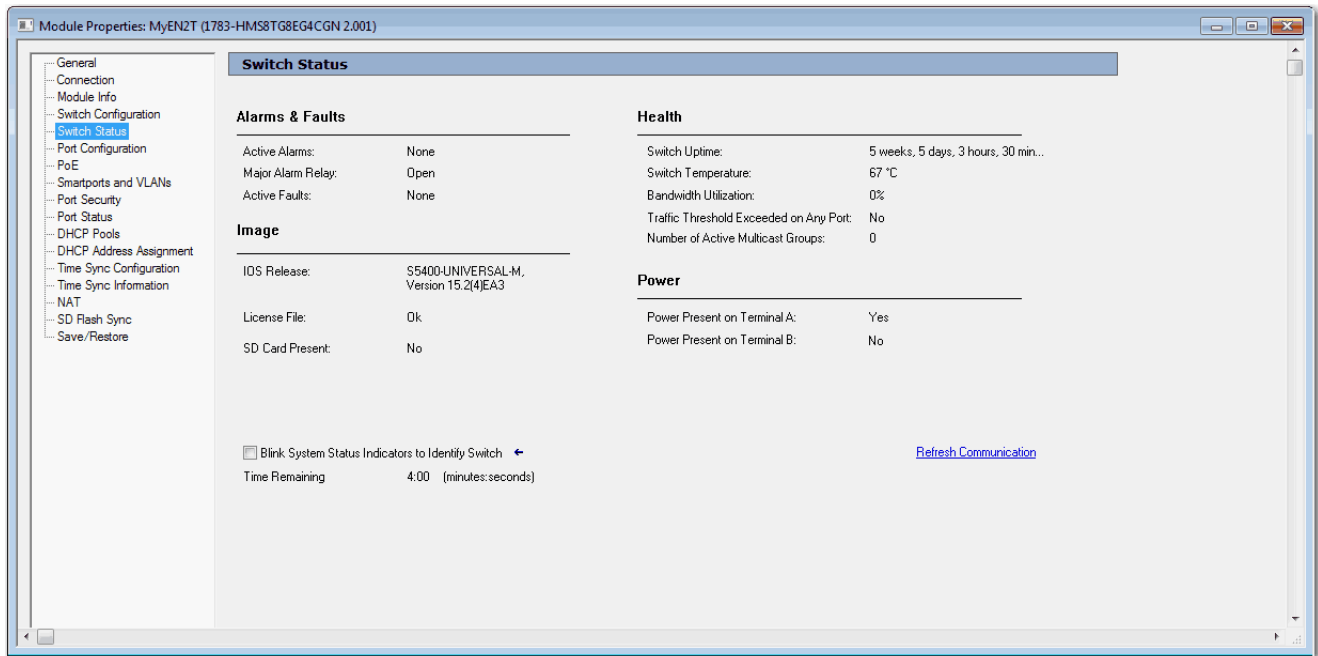 Module Properties: MyEN2T (1783-HMS8TG8EG4CGN 2.001)
General
Connection
Module Info
Switch Configuration
Switch Status
Port Configuration
PoE
Smartports and VLANs
Port Security
Port Status
DHCP Pools
DHCP Address Assignment
Time Sync Configuration
Time Sync Information
NAT
SD Flash Sync
Save/Restore
Switch Status
Alarms & Faults
Active Alarms: None
Major Alarm Relay: Open
Active Faults: None
Image
IOS Release: S5400-UNIVERSAL-M,
Version 15.2(4)EA3
License File: Ok
SD Card Present: No
Health
Switch Uptime: 5 weeks, 5 days, 3 hours, 30 min...
Switch Temperature: 67 °C
Bandwidth Utilization: 0%
Traffic Threshold Exceeded on Any Port: No
Number of Active Multicast Groups: 0
Power
Power Present on Terminal A: Yes
Power Present on Terminal B: No
Blink System Status Indicators to Identify Switch ←
Time Remaining 4:00 (minutes:seconds)
Refresh Communication